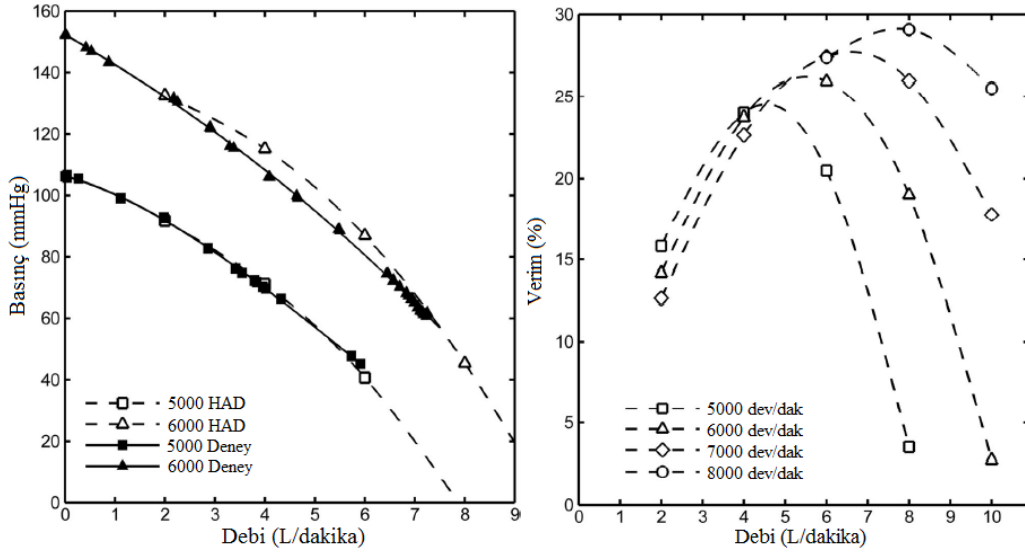 Basınç (mmHg)
160
140
120
100
80
60
40
20
0
5000 HAD
6000 HAD
5000 Deney
6000 Deney
0 1 2 3 4 5 6 7 8 9
Debi (L/dakika)
Verim (%)
30
25
20
15
10
5
0
5000 dev/dak
6000 dev/dak
7000 dev/dak
8000 dev/dak
0 1 2 3 4 5 6 7 8 9 10
Debi (L/dakika)